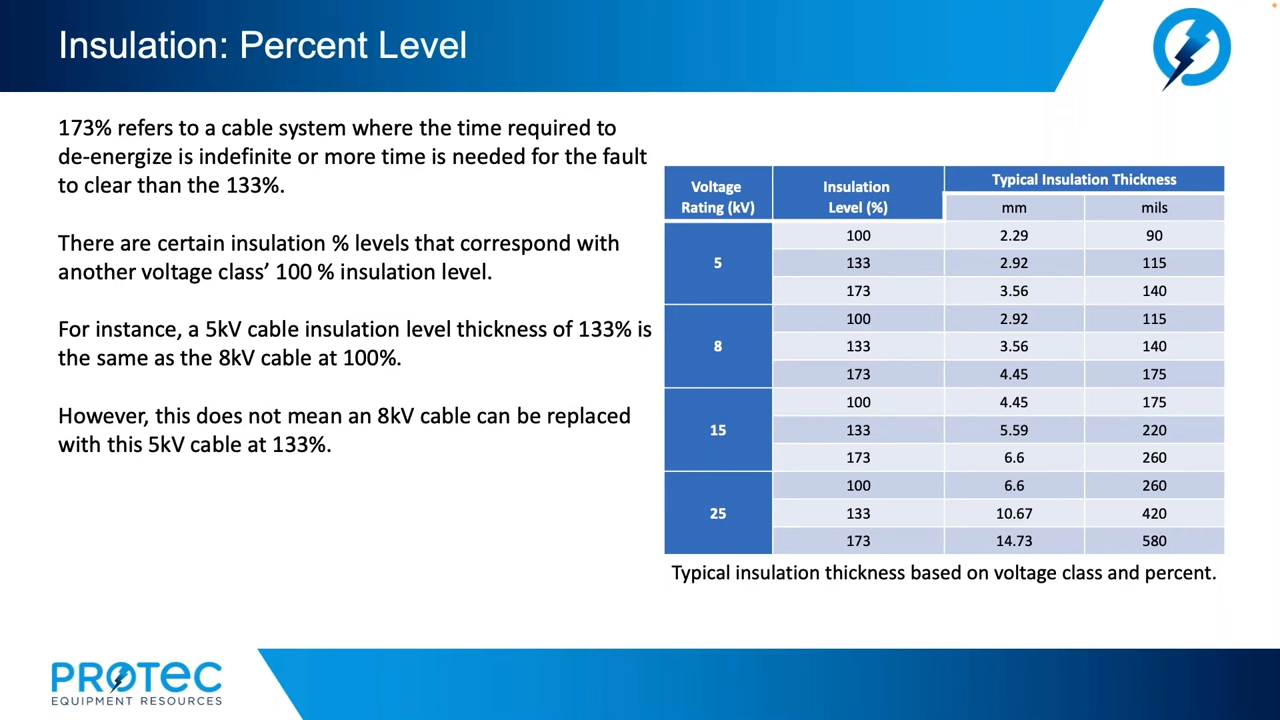 Insulation: Percent Level
173% refers to a cable system where the time required to
de-energize is indefinite or more time is needed for the fault
to clear than the 133%.
There are certain insulation % levels that correspond with
another voltage class’ 100 % insulation level.
For instance, a 5kV cable insulation level thickness of 133% is
the same as the 8kV cable at 100%.
However, this does not mean an 8kV cable can be replaced
with this 5kV cable at 133%.
Voltage Rating (kV) Insulation Level (%) Typical Insulation Thickness
mm mils
5 100 2.29 90
133 2.92 115
173 3.56 140
8 100 2.92 115
133 3.56 140
173 4.45 175
15 100 4.45 175
133 5.59 220
173 6.6 260
25 100 6.6 260
133 10.67 420
173 14.73 580
Typical insulation thickness based on voltage class and percent.
PROTEC
EQUIPMENT RESOURCES